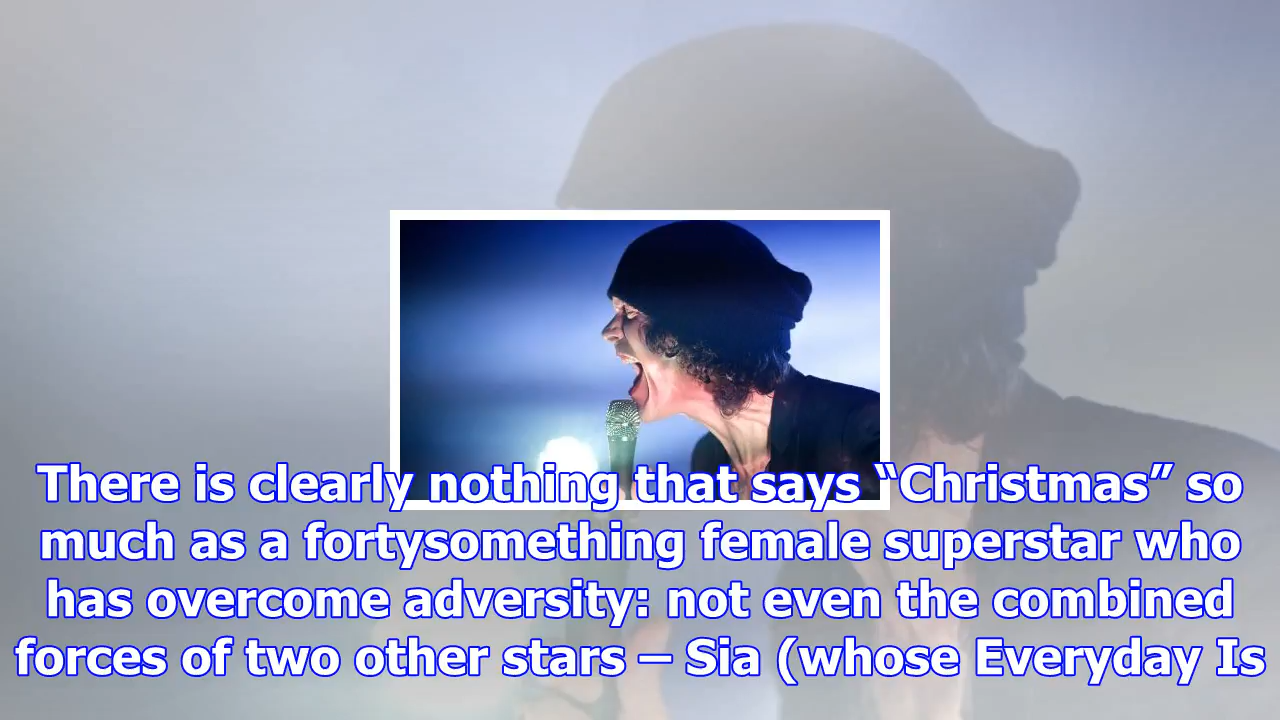 There is clearly nothing that says “Christmas” so
much as a fortysomething female superstar who
has overcome adversity: not even the combined
forces of two other stars – Sia (whose Everyday Is